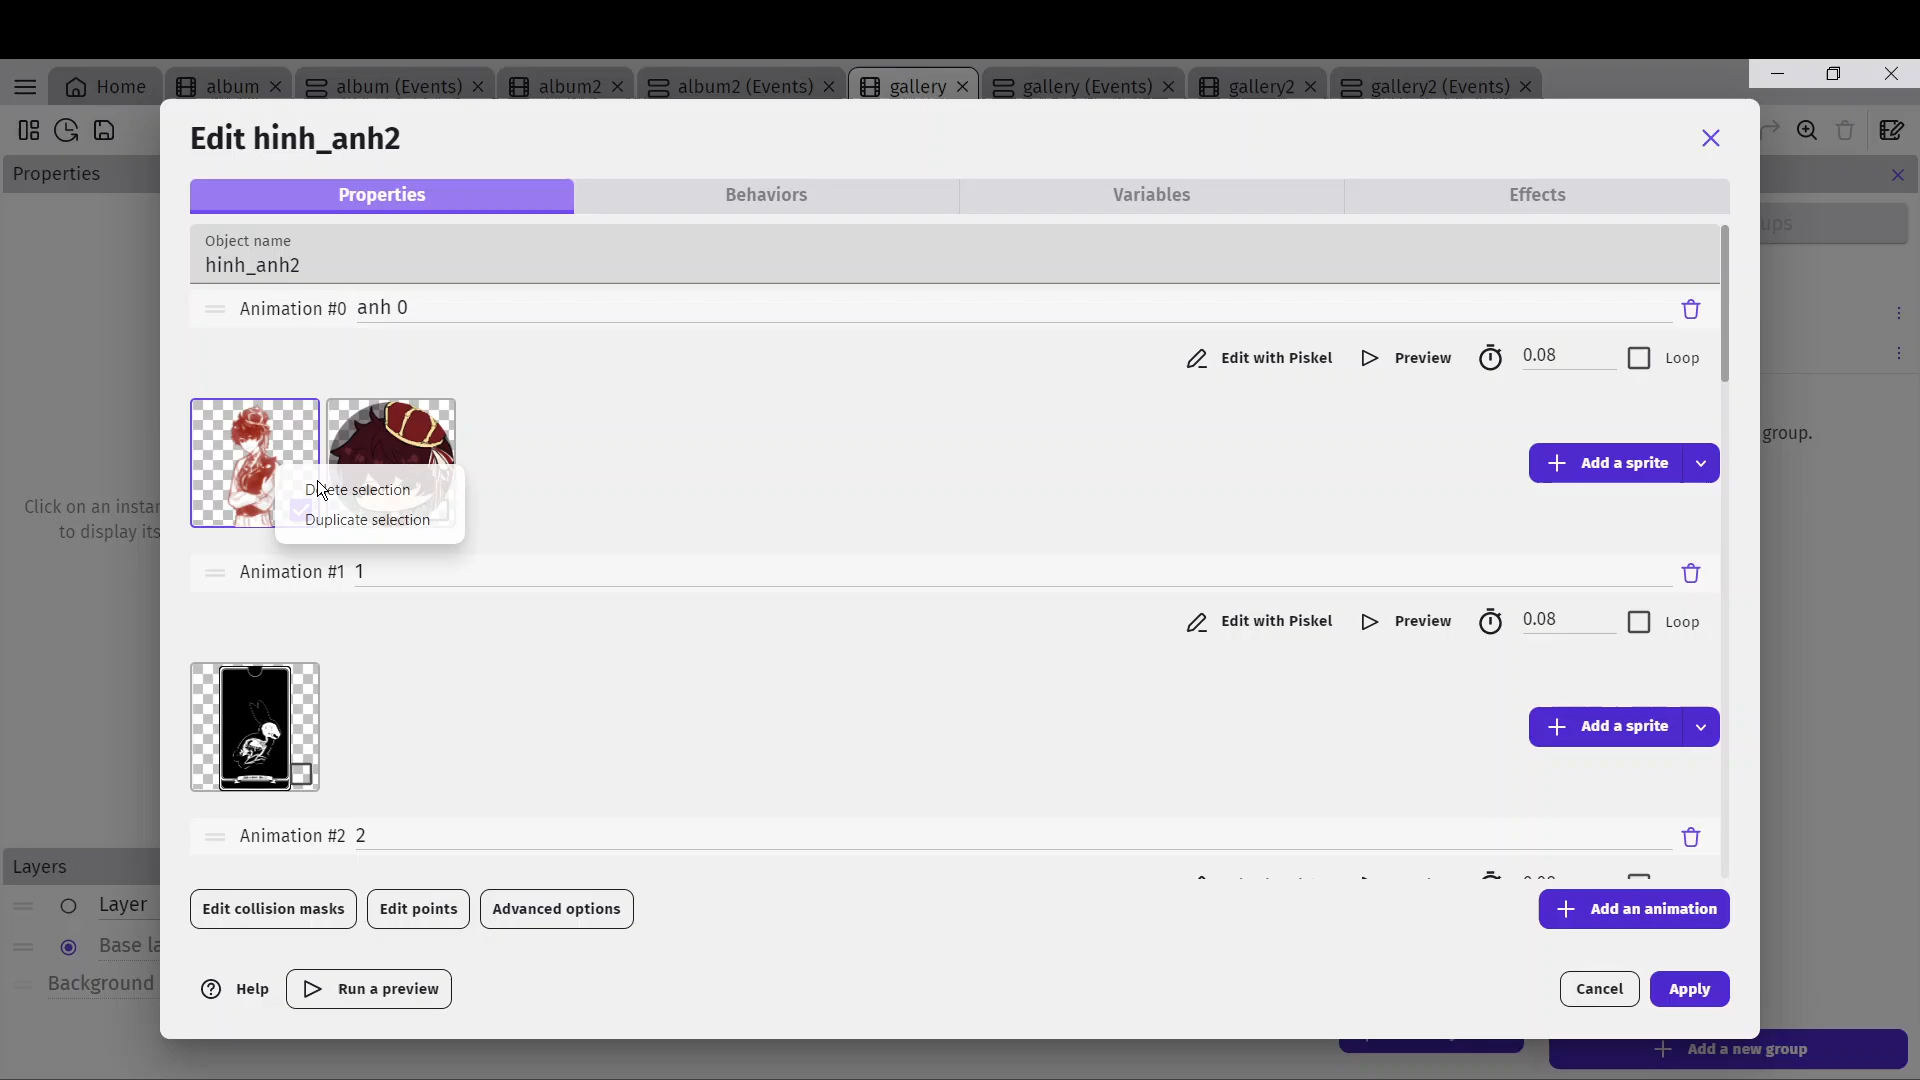 Home
album
album (Events)
album2
album2 (Events)
gallery
gallery (Events)
gallery2
gallery2 (Events)
Edit hinh_anh2
Properties
Properties
Behaviors
Variables
Effects
Object name
hinh_anh2
Animation #0 anh 0
Edit with Piskel
Preview
0.08
Loop
Add a sprite
Delete selection
Duplicate selection
Click on an instan
to display its
group.
Animation #1 1
Edit with Piskel
Preview
0.08
Loop
Add a sprite
Animation #2 2
Layers
Layer
Base la
Background
Edit collision masks
Edit points
Advanced options
Add an animation
Help
Run a preview
Cancel
Apply
Add a new group